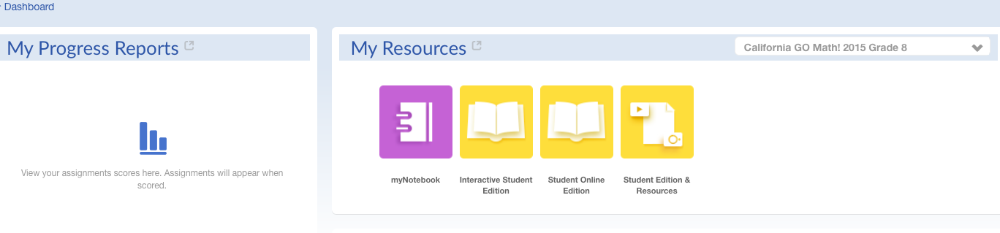 Dashboard
My Progress Reports
View your assignments scores here. Assignments will appear when
scored.
My Resources
California GO Math! 2015 Grade 8
myNotebook
Interactive Student
Edition
Student Online
Edition
Student Edition &
Resources